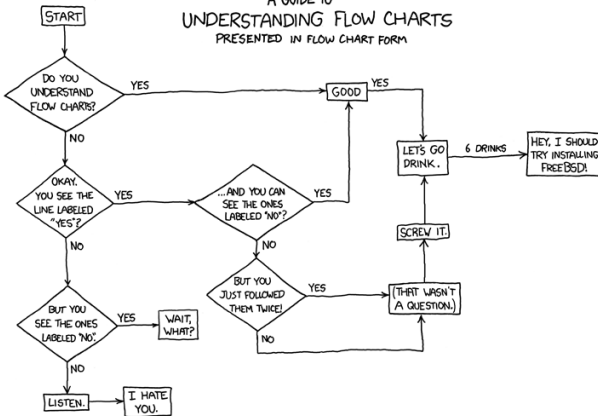 A GUIDE TO
UNDERSTANDING FLOW CHARTS
PRESENTED IN FLOW CHART FORM
START
DO YOU
UNDERSTAND
FLOW CHARTS?
YES
GOOD
YES
LET'S GO
DRINK.
6 DRINKS
HEY, I SHOULD
TRY INSTALLING
FREEBSD!
NO
OKAY.
YOU SEE THE
LINE LABELED
"YES"?
YES
...AND YOU CAN
SEE THE ONES
LABELED "NO"?
YES
NO
BUT YOU
JUST FOLLOWED
THEM TWICE!
YES
(THAT WASN'T
A QUESTION.)
SCREW IT.
NO
NO
BUT YOU
SEE THE ONES
LABELED "NO".
YES
WAIT,
WHAT?
NO
LISTEN.
I HATE
YOU.